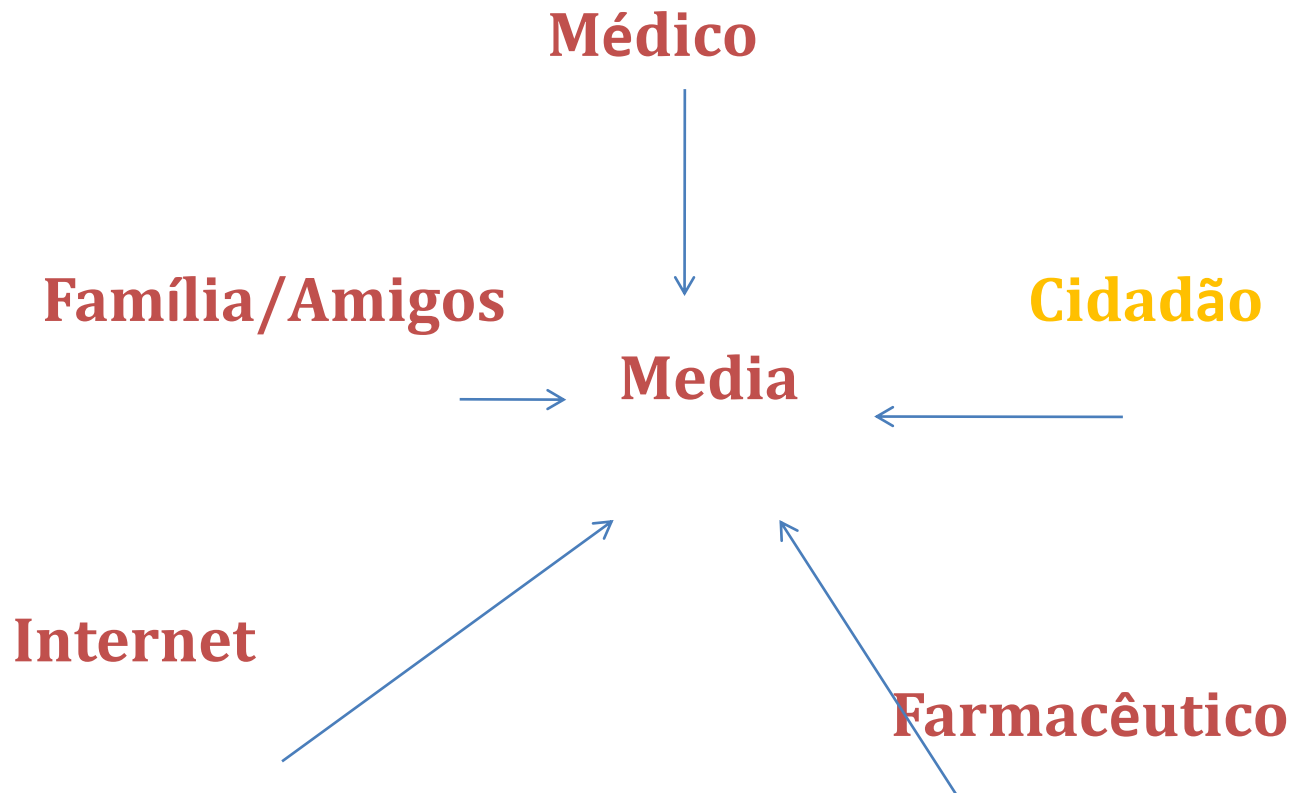 Médico
Família/Amigos
Cidadão
Media
Internet
Farmacêutico